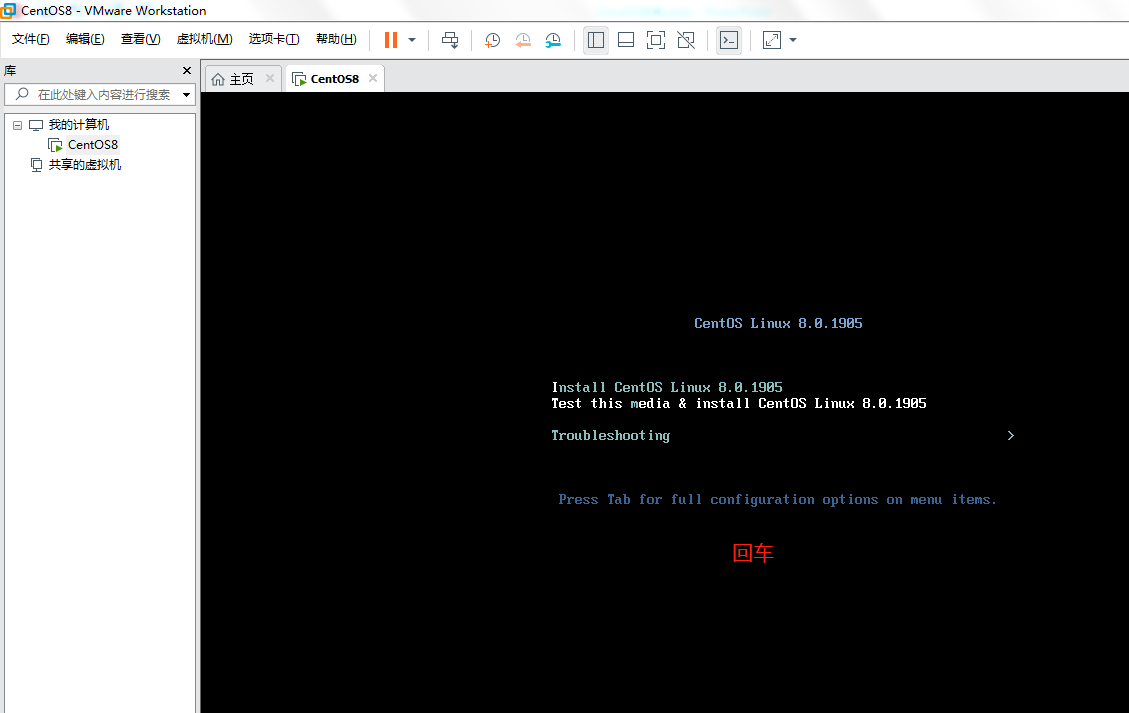 CentOS8 - VMware Workstation
文件(F) 编辑(E) 查看(V) 虚拟机(M) 选项卡(T) 帮助(H)
库
在此处键入内容进行搜索
我的计算机
CentOS8
共享的虚拟机
主页 CentOS8
CentOS Linux 8.0.1905
Install CentOS Linux 8.0.1905
Test this media & install CentOS Linux 8.0.1905
Troubleshooting >
Press Tab for full configuration options on menu items.
回车